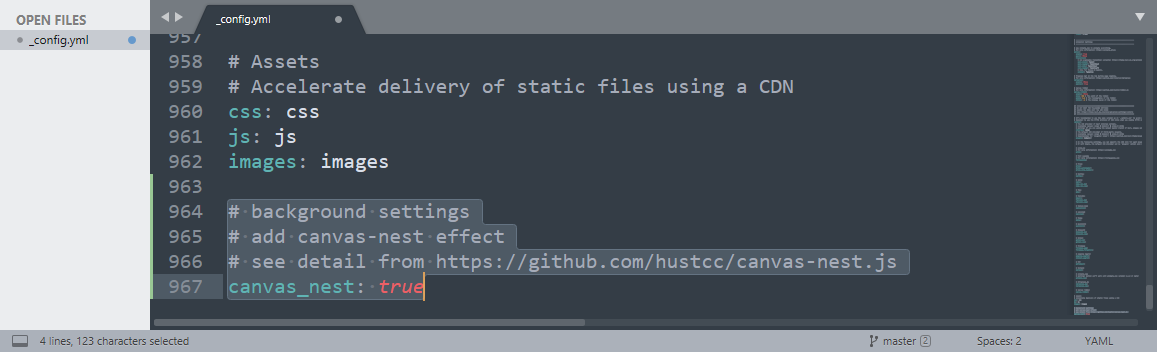 OPEN FILES
_config.yml
_config.yml
957
958 # Assets
959 # Accelerate delivery of static files using a CDN
960 css: css
961 js: js
962 images: images
963
964 # background settings
965 # add canvas-nest effect
966 # see detail from https://github.com/hustcc/canvas-nest.js
967 canvas_nest: true
4 lines, 123 characters selected
master 2
Spaces: 2
YAML